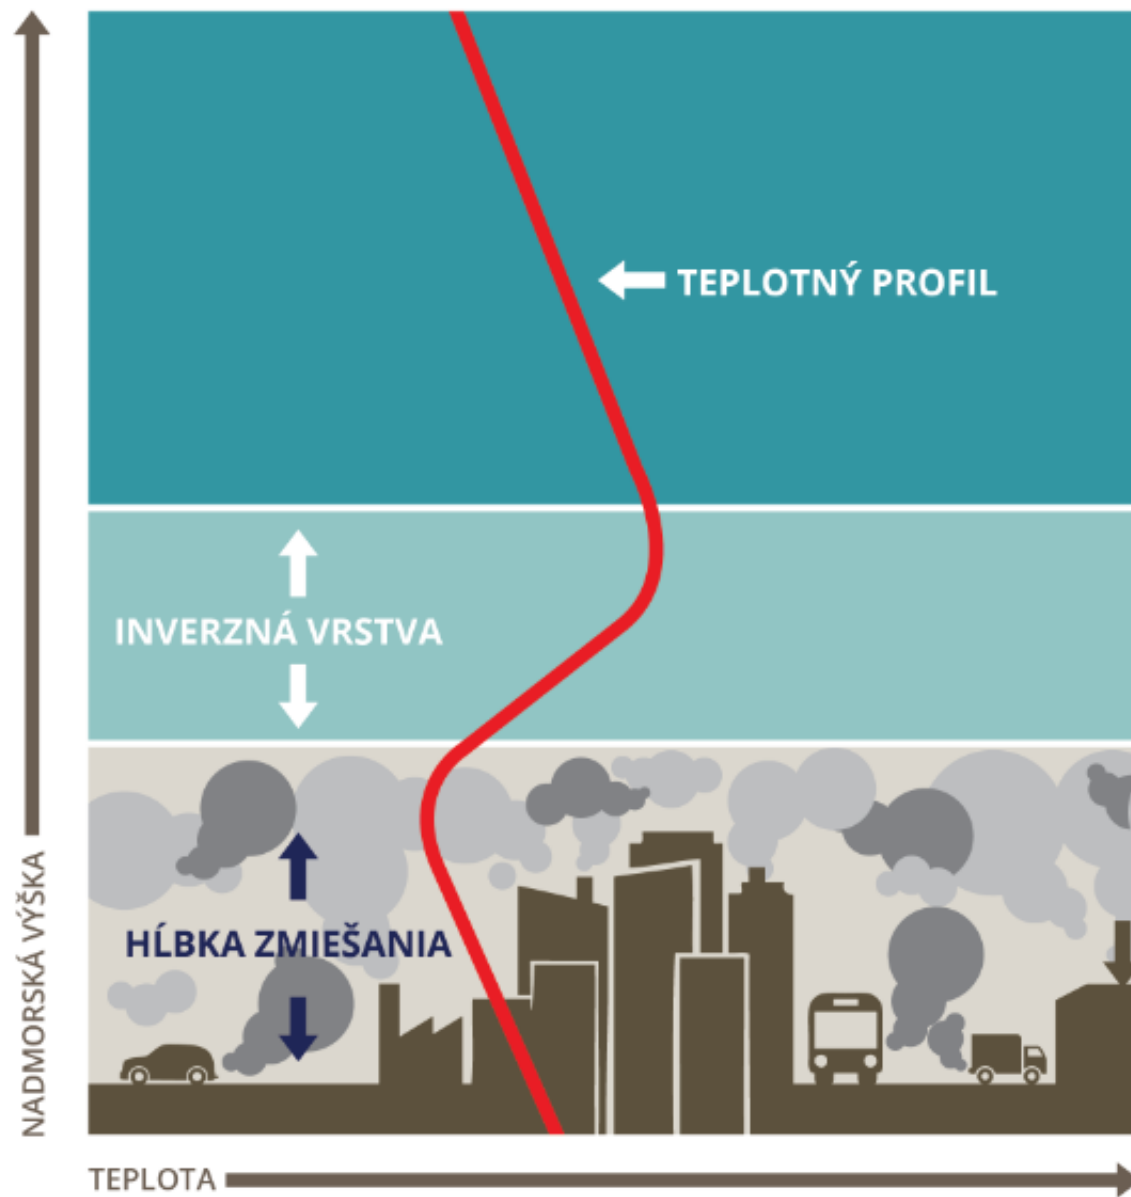 TEPLOTNÝ PROFIL
INVERZNÁ VRSTVA
HĹBKA ZMIEŠANIA
NADMORSKÁ VÝŠKA
TEPLOTA